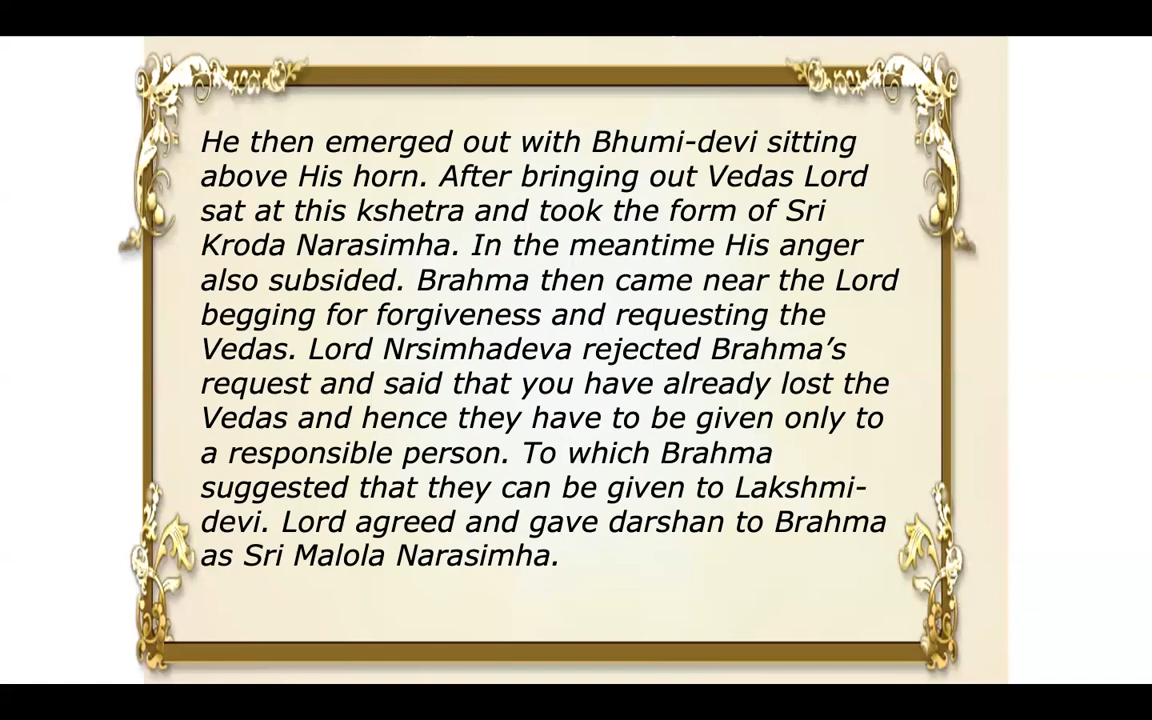 He then emerged out with Bhumi-devi sitting
above His horn. After bringing out Vedas Lord
sat at this kshetra and took the form of Sri
Kroda Narasimha. In the meantime His anger
also subsided. Brahma then came near the Lord
begging for forgiveness and requesting the
Vedas. Lord Nrsimhadeva rejected Brahma’s
request and said that you have already lost the
Vedas and hence they have to be given only to
a responsible person. To which Brahma
suggested that they can be given to Lakshmi-
devi. Lord agreed and gave darshan to Brahma
as Sri Malola Narasimha.